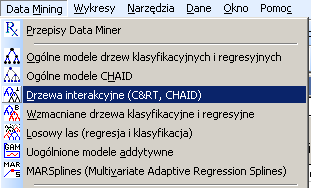 Data Mining Wykresy Narzędzia Dane Okno Pomoc
Przepisy Data Miner
Ogólne modele drzew klasyfikacyjnych i regresyjnych
Ogólne modele CHAID
Drzewa interakcyjne (C&RT, CHAID)
Wzmacniane drzewa klasyfikacyjne i regresyjne
Losowy las (regresja i klasyfikacja)
GAM Uogólnione modele addytywne
MAR MARSplines (Multivariate Adaptive Regression Splines)